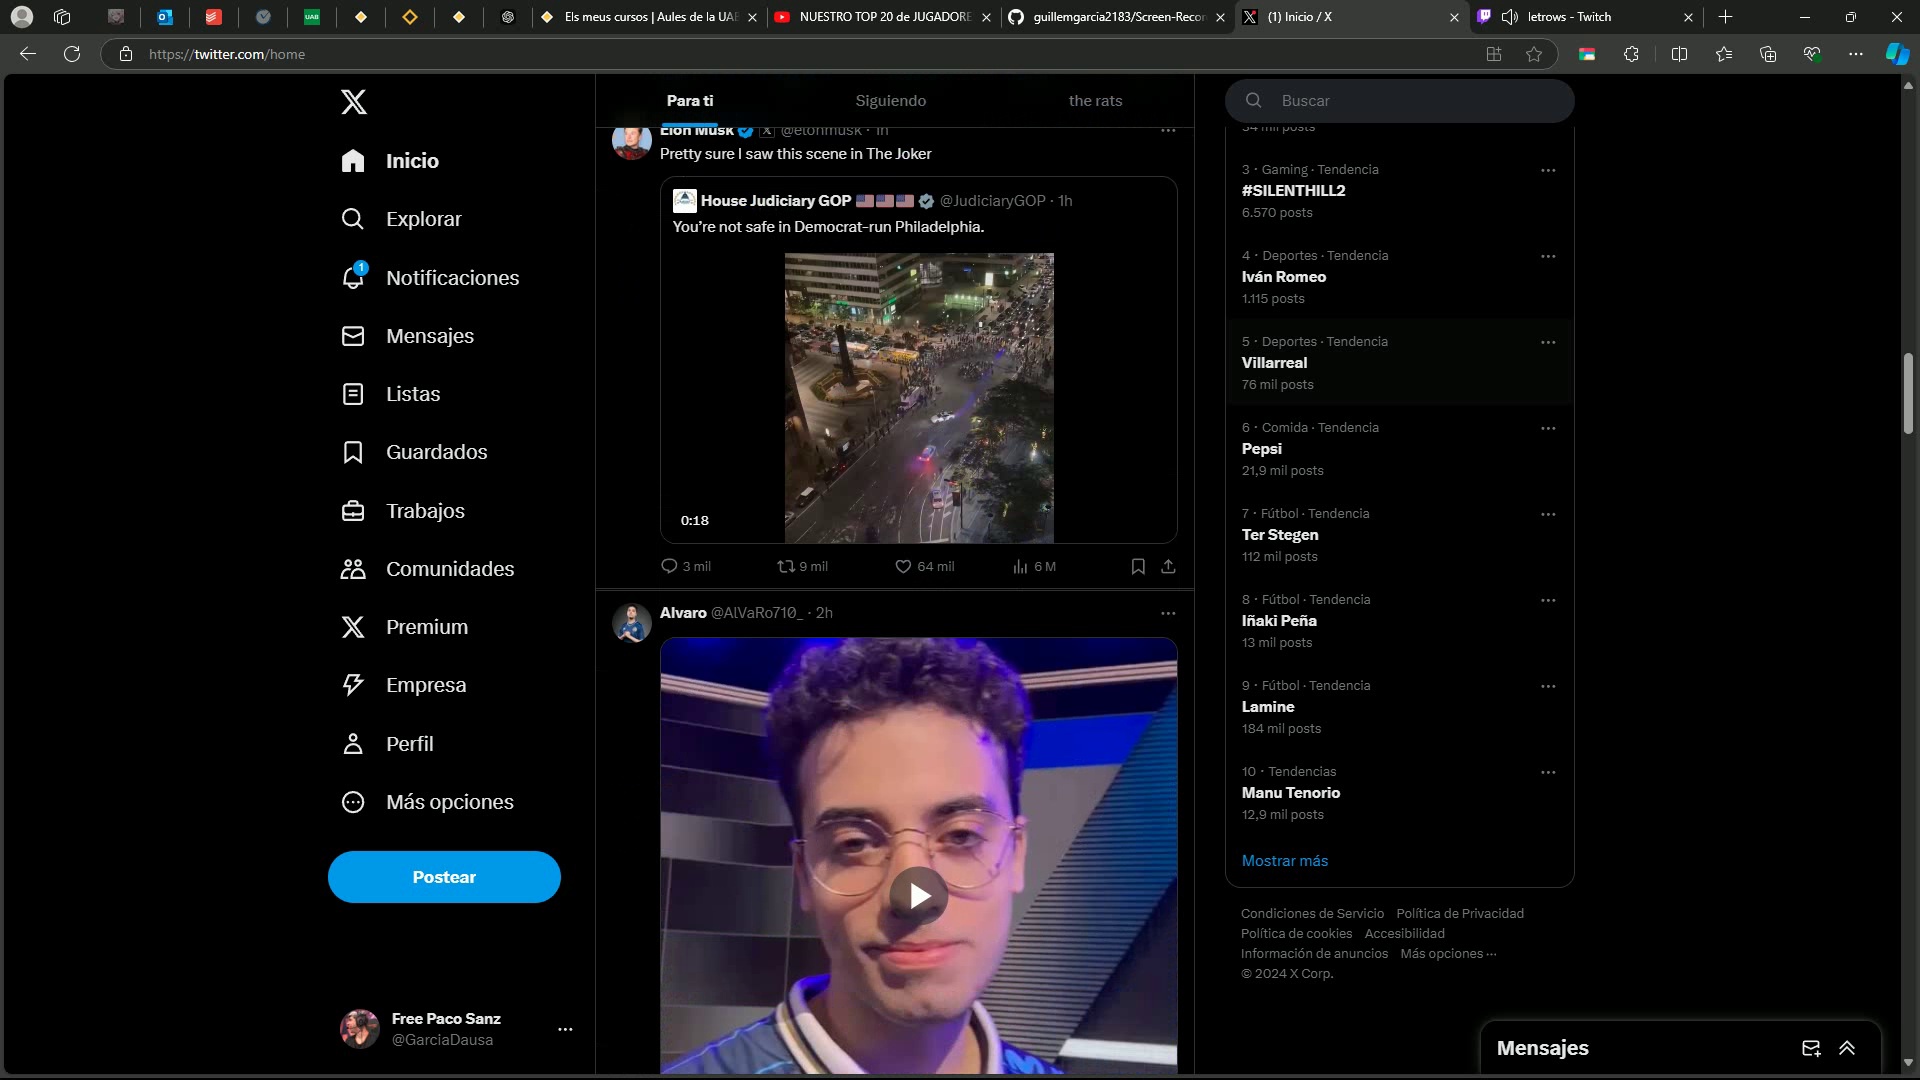 UAB
Els meus cursos | Aules de la UAB
NUESTRO TOP 20 de JUGADORE
guillemgarcia2183/Screen-Recor
(1) Inicio / X
letrows - Twitch
https://twitter.com/home
Inicio
Explorar
1
Notificaciones
Mensajes
Listas
Guardados
Trabajos
Comunidades
Premium
Empresa
Perfil
Más opciones
Postear
Free Paco Sanz
@GarciaDausa
Para ti
Siguiendo
the rats
Elon Musk @elonmusk · 1h
Pretty sure I saw this scene in The Joker
House Judiciary GOP @JudiciaryGOP · 1h
You're not safe in Democrat-run Philadelphia.
0:18
3 mil 9 mil 64 mil 6 M
Alvaro @AlVaRo710_ · 2h
Buscar
34 mil posts
3 · Gaming · Tendencia
#SILENTHILL2
6.570 posts
4 · Deportes · Tendencia
Iván Romeo
1.115 posts
5 · Deportes · Tendencia
Villarreal
76 mil posts
6 · Comida · Tendencia
Pepsi
21,9 mil posts
7 · Fútbol · Tendencia
Ter Stegen
112 mil posts
8 · Fútbol · Tendencia
Iñaki Peña
13 mil posts
9 · Fútbol · Tendencia
Lamine
184 mil posts
10 · Tendencias
Manu Tenorio
12,9 mil posts
Mostrar más
Condiciones de Servicio Política de Privacidad
Política de cookies Accesibilidad
Información de anuncios Más opciones ···
© 2024 X Corp.
Mensajes